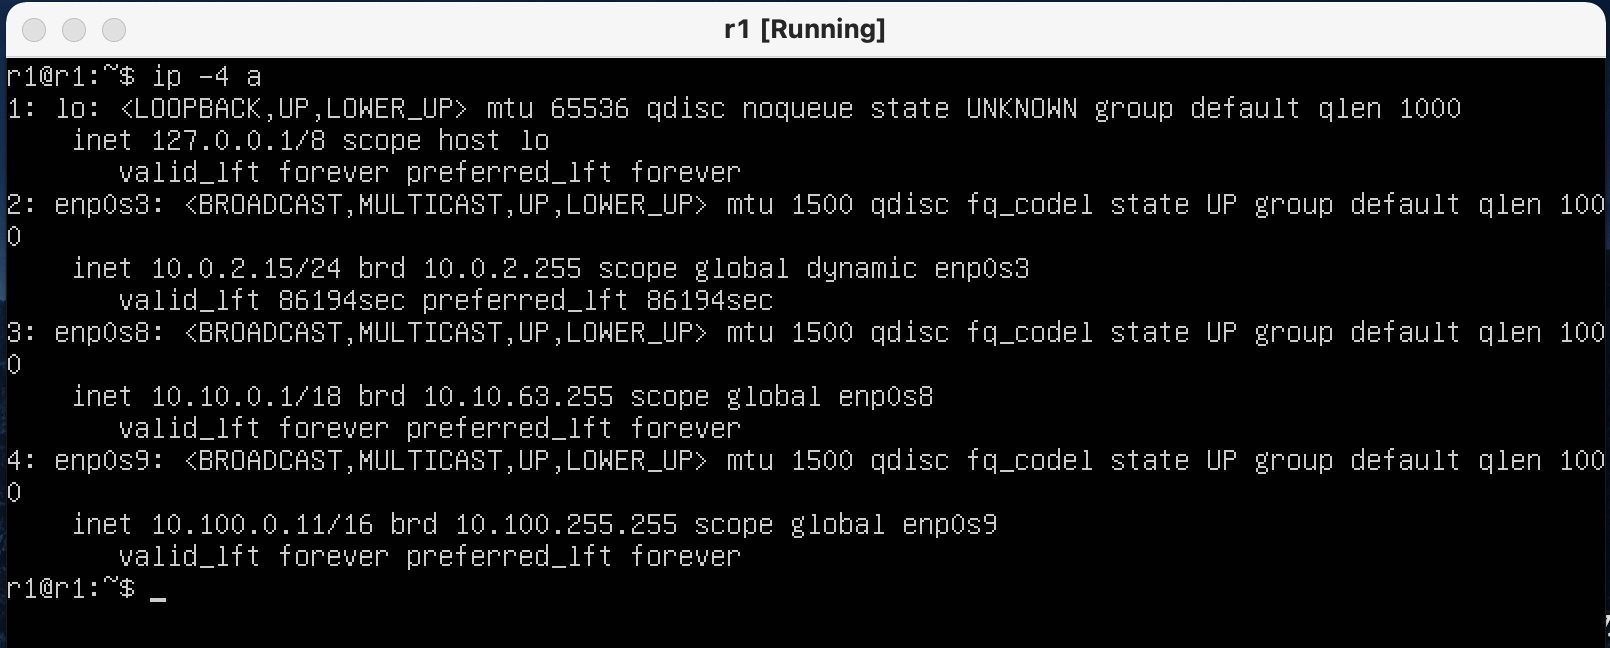 r1 [Running]
r1@r1:~$ ip -4 a
1: lo: <LOOPBACK,UP,LOWER_UP> mtu 65536 qdisc noqueue state UNKNOWN group default qlen 1000
    inet 127.0.0.1/8 scope host lo
       valid_lft forever preferred_lft forever
2: enp0s3: <BROADCAST,MULTICAST,UP,LOWER_UP> mtu 1500 qdisc fq_codel state UP group default qlen 100
0
    inet 10.0.2.15/24 brd 10.0.2.255 scope global dynamic enp0s3
       valid_lft 86194sec preferred_lft 86194sec
3: enp0s8: <BROADCAST,MULTICAST,UP,LOWER_UP> mtu 1500 qdisc fq_codel state UP group default qlen 100
0
    inet 10.10.0.1/18 brd 10.10.63.255 scope global enp0s8
       valid_lft forever preferred_lft forever
4: enp0s9: <BROADCAST,MULTICAST,UP,LOWER_UP> mtu 1500 qdisc fq_codel state UP group default qlen 100
0
    inet 10.100.0.11/16 brd 10.100.255.255 scope global enp0s9
       valid_lft forever preferred_lft forever
r1@r1:~$ _